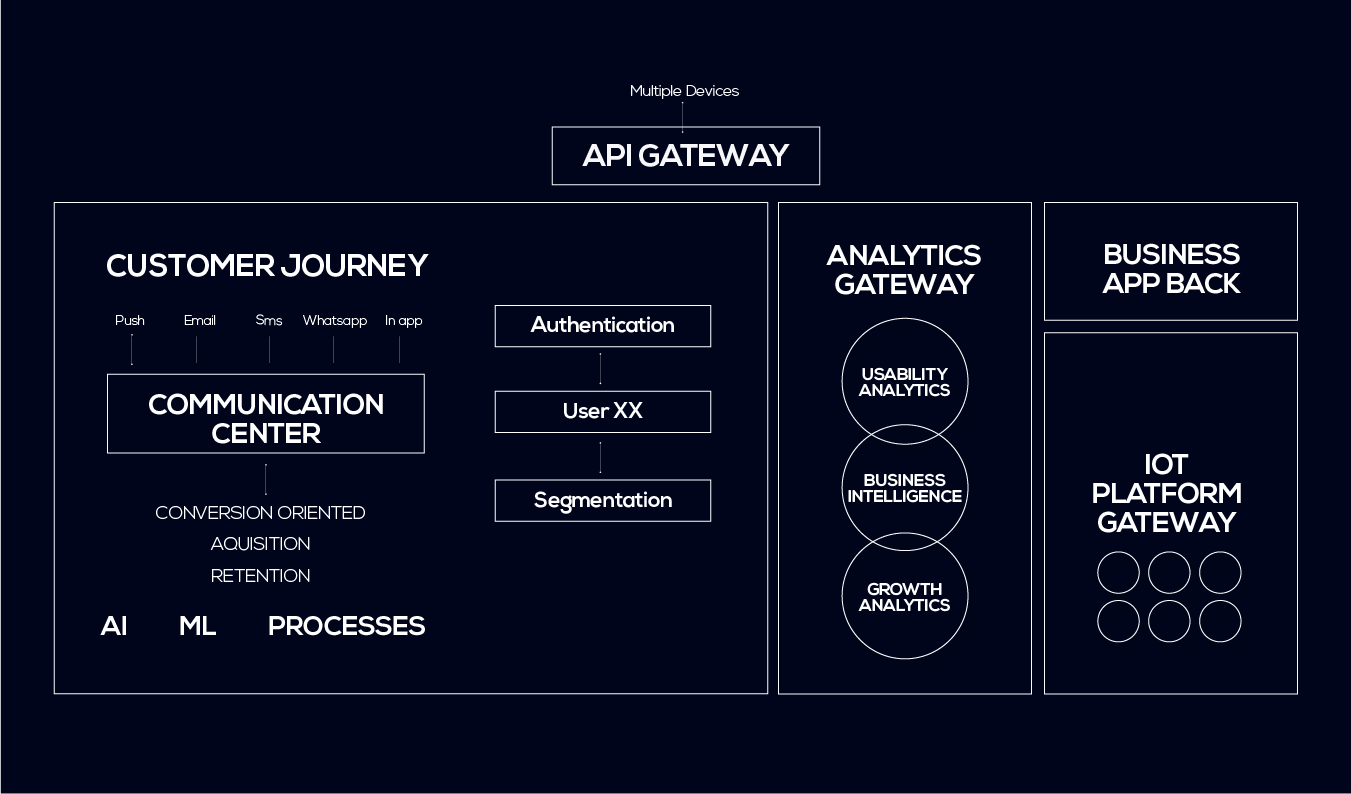 Multiple Devices
API GATEWAY
CUSTOMER JOURNEY
Push Email Sms Whatsapp In app
COMMUNICATION
CENTER
CONVERSION ORIENTED
AQUISITION
RETENTION
AI ML PROCESSES
Authentication
User XX
Segmentation
ANALYTICS
GATEWAY
USABILITY
ANALYTICS
BUSINESS
INTELLIGENCE
GROWTH
ANALYTICS
BUSINESS
APP BACK
IOT
PLATFORM
GATEWAY